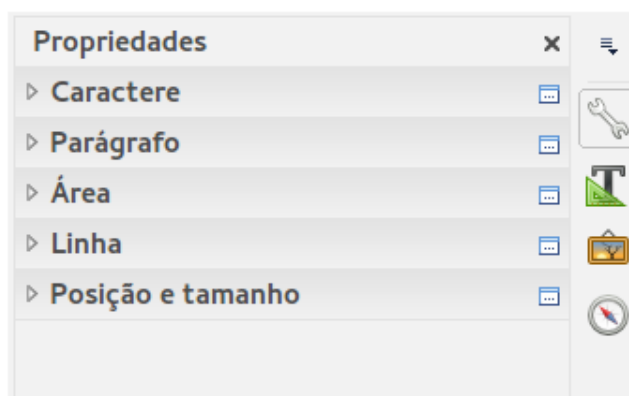 Propriedades
Caractere
Parágrafo
Área
Linha
Posição e tamanho